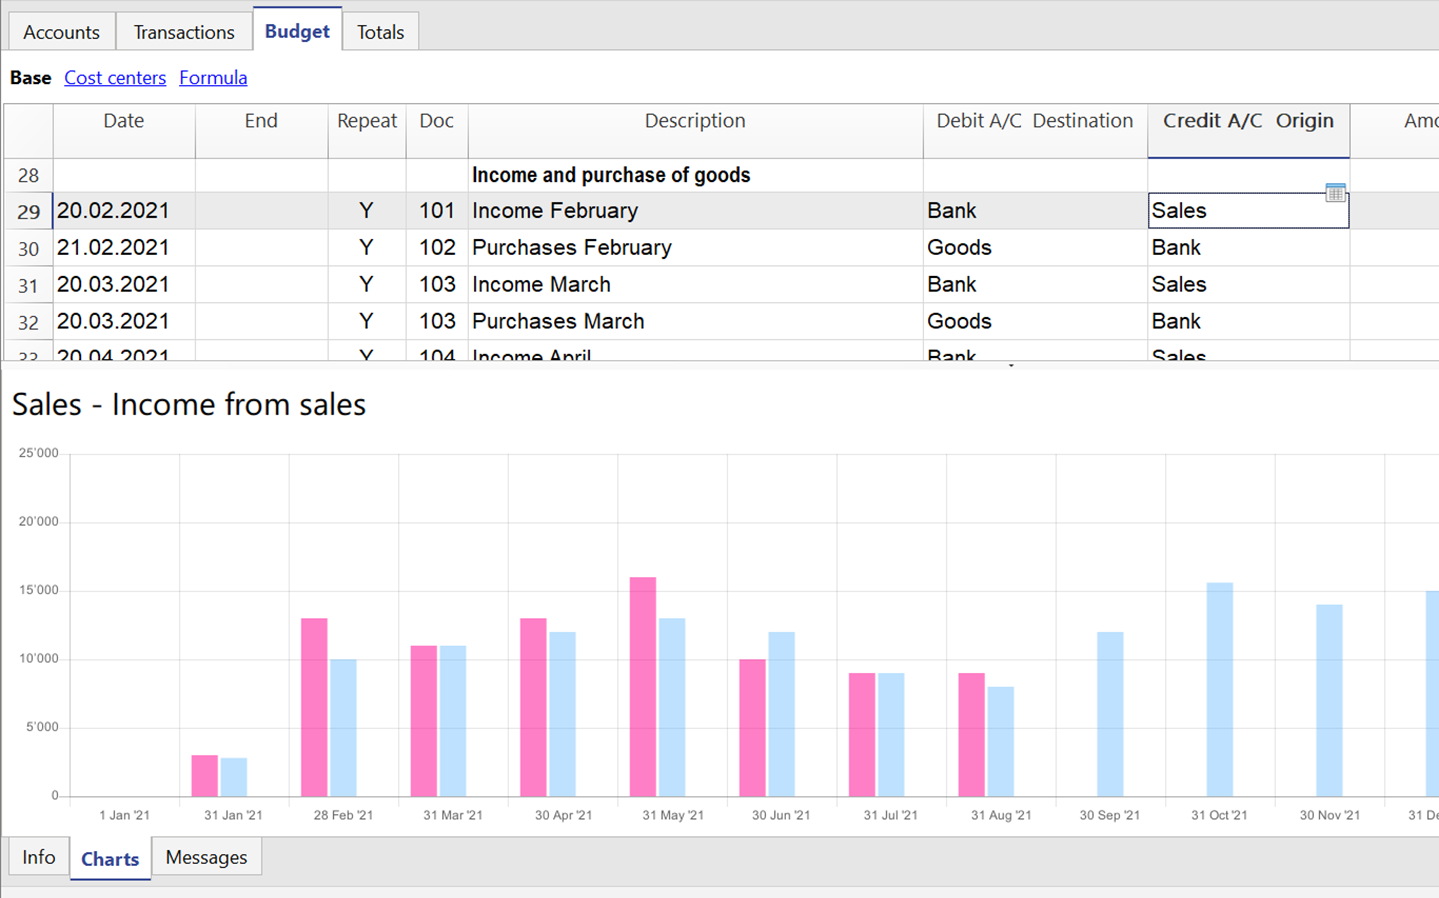 Accounts Transactions Budget Totals
Base Cost centers Formula
Date End Repeat Doc Description Debit A/C Destination Credit A/C Origin
28 Income and purchase of goods
29 20.02.2021 Y 101 Income February Bank Sales
30 21.02.2021 Y 102 Purchases February Goods Bank
31 20.03.2021 Y 103 Income March Bank Sales
32 20.03.2021 Y 103 Purchases March Goods Bank
33 20.04.2021 Y 104 Income April Bank Sales
Sales - Income from sales
25'000
20'000
15'000
10'000
5'000
0
1 Jan '21 31 Jan '21 28 Feb '21 31 Mar '21 30 Apr '21 31 May '21 30 Jun '21 31 Jul '21 31 Aug '21 30 Sep '21 31 Oct '21 30 Nov '21 31 De
Info Charts Messages